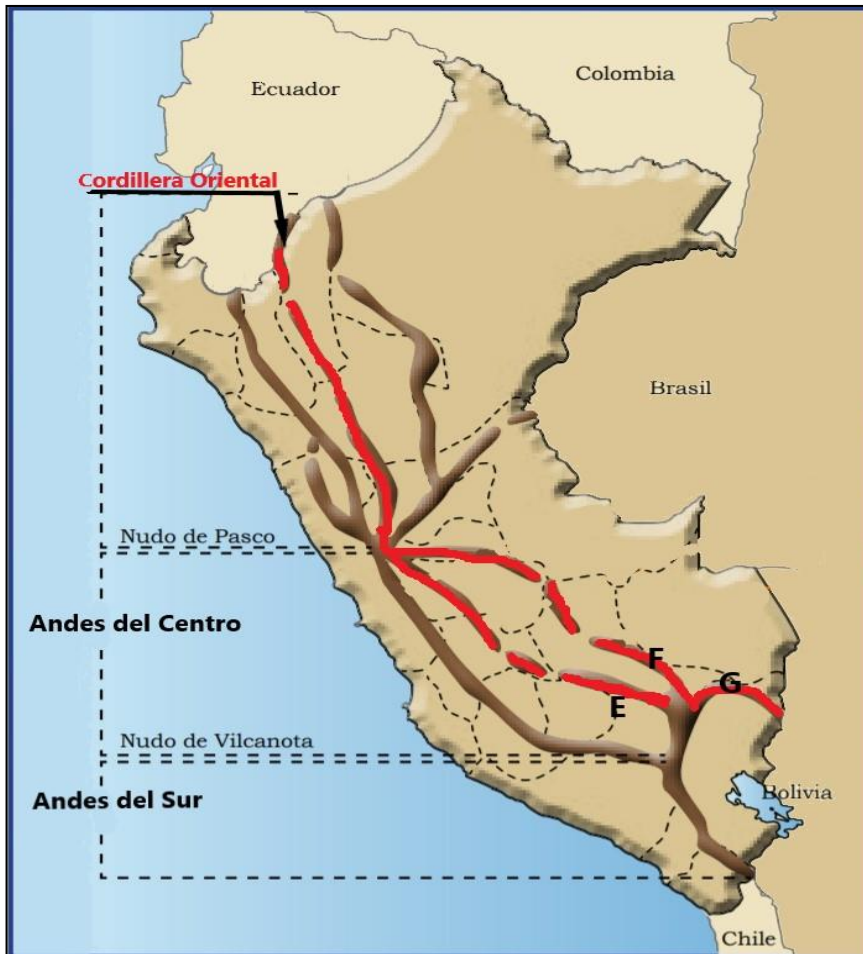 Colombia
Ecuador
Cordillera Oriental
Brasil
Nudo de Pasco
Andes del Centro
F
G
E
Nudo de Vilcanota
Bolivia
Andes del Sur
Chile